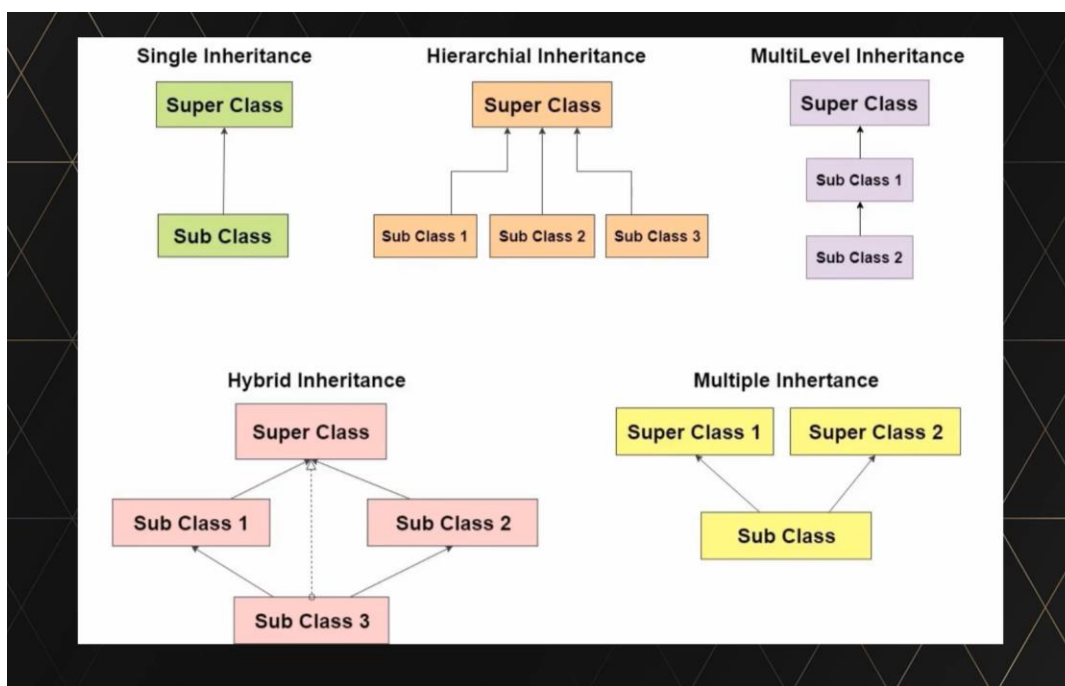 Single Inheritance
Super Class
Sub Class
Hierarchial Inheritance
Super Class
Sub Class 1
Sub Class 2
Sub Class 3
MultiLevel Inheritance
Super Class
Sub Class 1
Sub Class 2
Hybrid Inheritance
Super Class
Sub Class 1
Sub Class 2
Sub Class 3
Multiple Inhertance
Super Class 1
Super Class 2
Sub Class